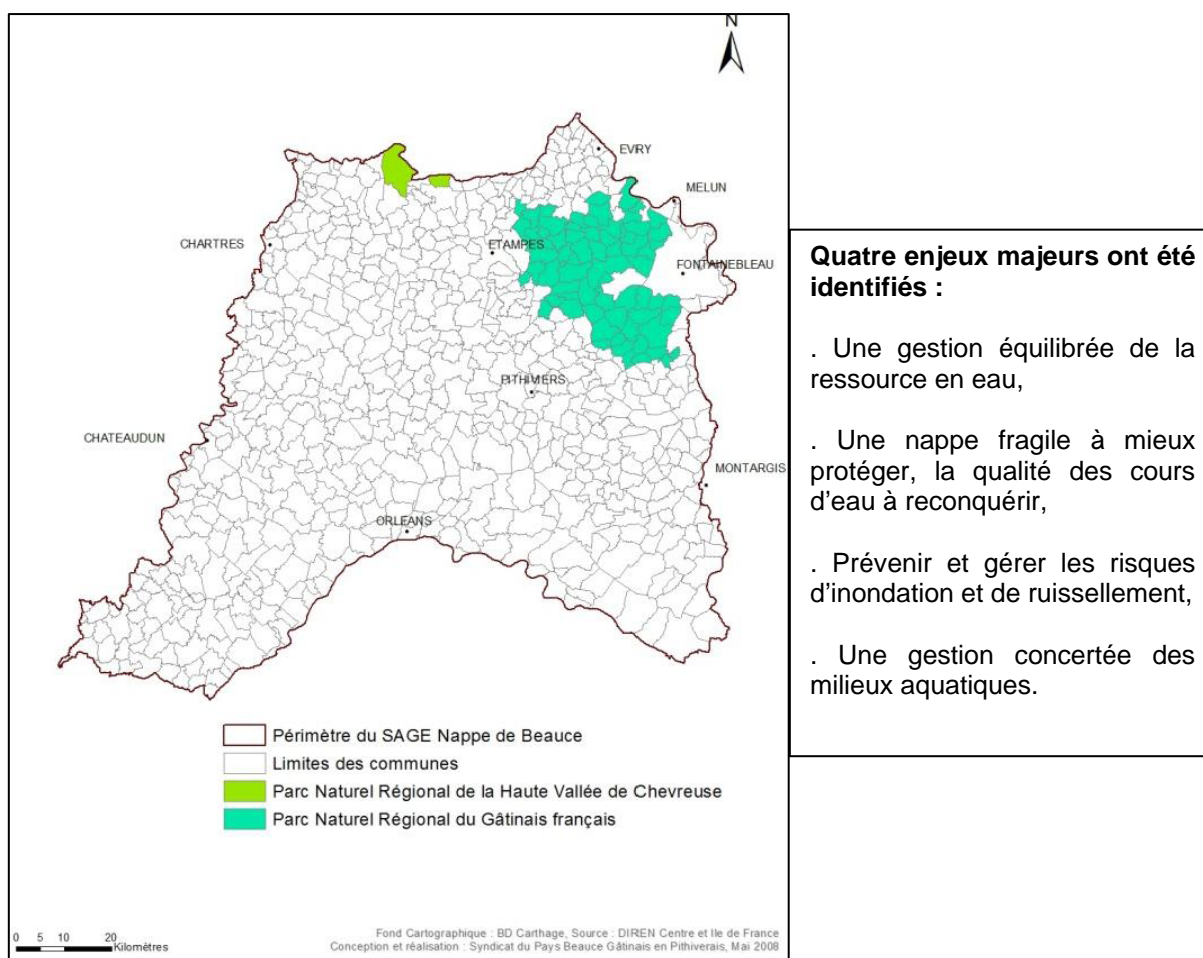 N
EVRY
MELUN
CHARTRES
ETAMPES
FONTAINEBLEAU
PITHIVIERS
CHATEAUDUN
MONTARGIS
ORLEANS
Périmètre du SAGE Nappe de Beauce
Limites des communes
Parc Naturel Régional de la Haute Vallée de Chevreuse
Parc Naturel Régional du Gâtinais français
0 5 10 20
Kilomètres
Fond Cartographique : BD Carthage, Source : DIREN Centre et Ile de France
Conception et réalisation : Syndicat du Pays Beauce Gâtinais en Pithiverais, Mai 2008
Quatre enjeux majeurs ont été
identifiés :
. Une gestion équilibrée de la
ressource en eau,
. Une nappe fragile à mieux
protéger, la qualité des cours
d'eau à reconquérir,
. Prévenir et gérer les risques
d'inondation et de ruissellement,
. Une gestion concertée des
milieux aquatiques.